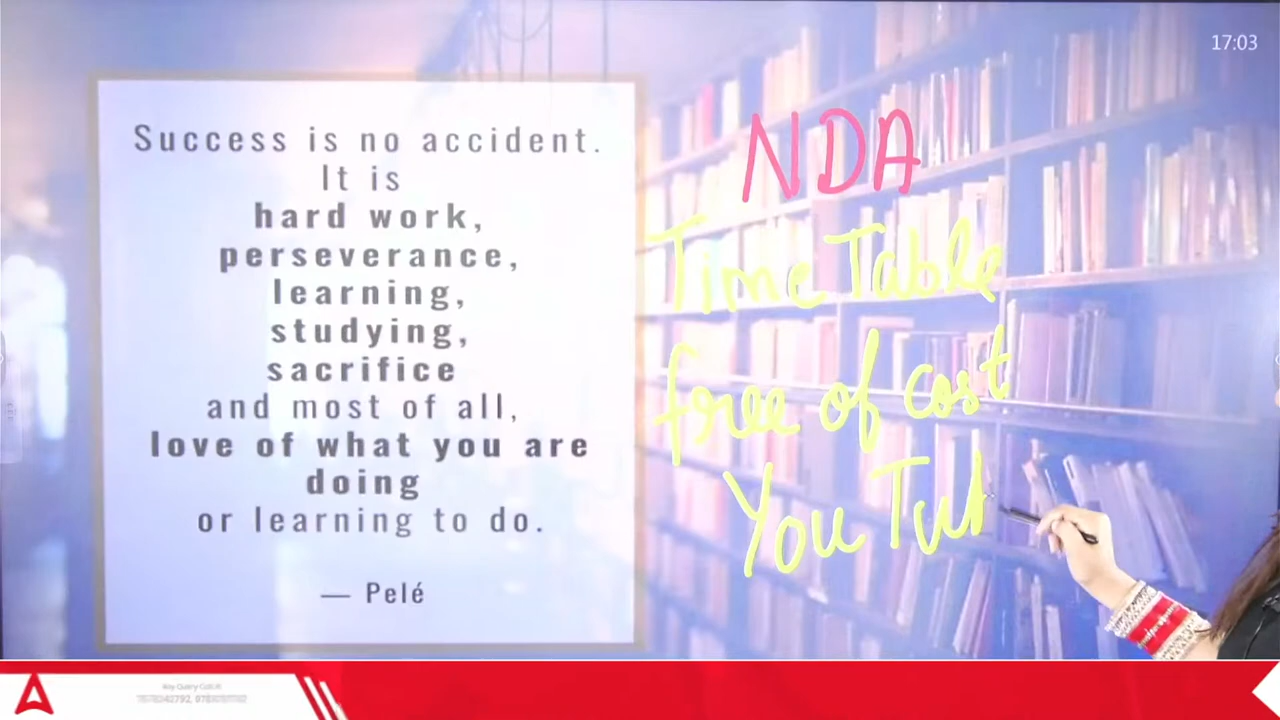 17:03
Success is no accident.
It is
hard work,
perseverance,
learning,
studying,
sacrifice
and most of all,
love of what you are
doing
or learning to do.
— Pelé
NDA
Time Table
free of cost
You Tub